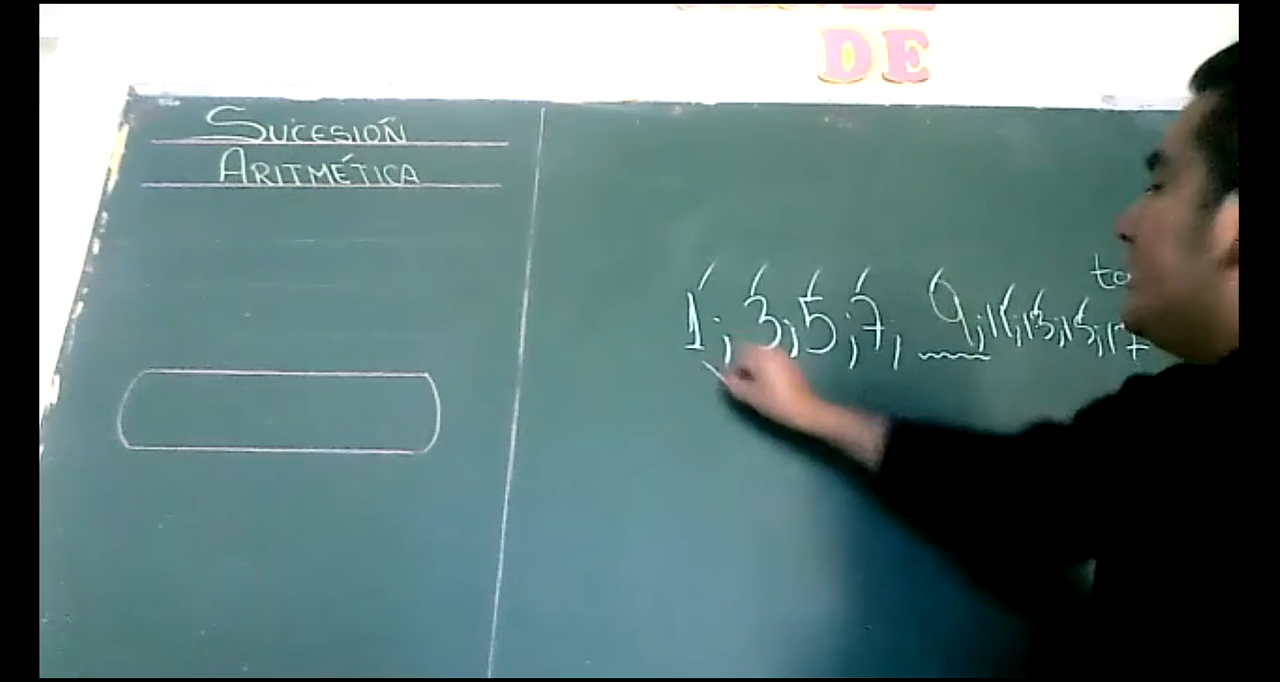 DE
SUCESIÓN
ARITMÉTICA
1; 3; 5; 7, 9; 11; 13; 15; 17